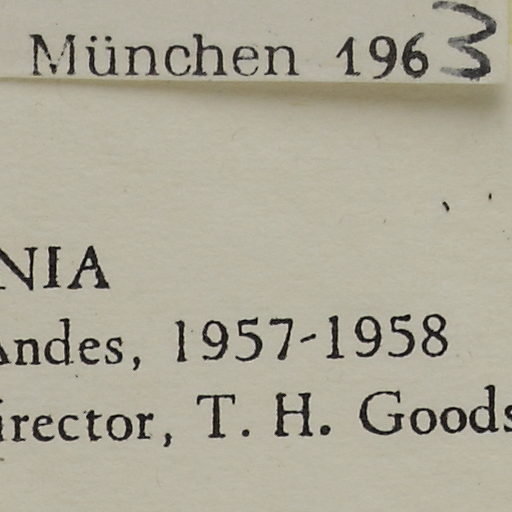 München 1963
NIA
Andes, 1957-1958
irector, T. H. Goods